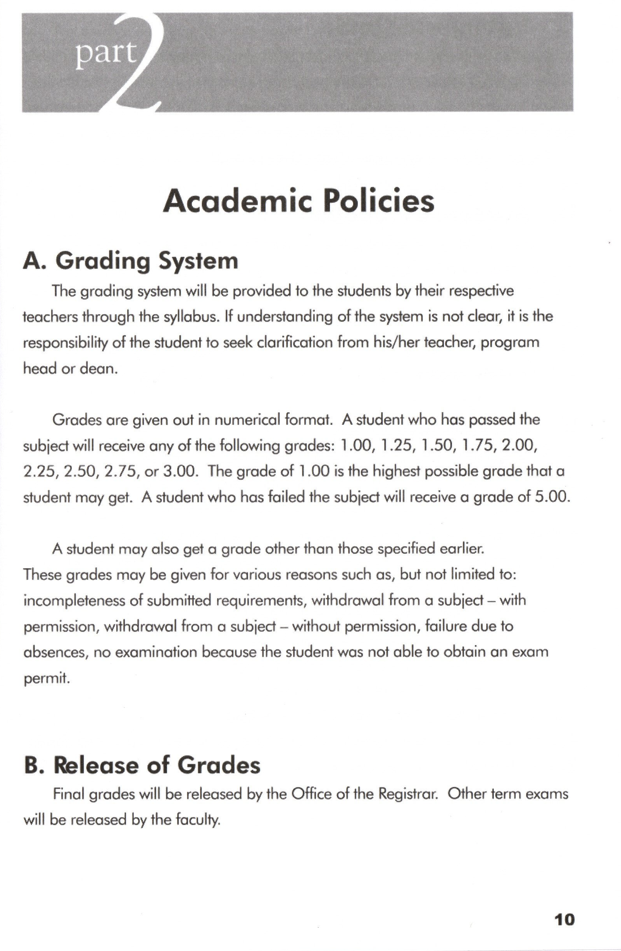 part 2
Academic Policies
A. Grading System
The grading system will be provided to the students by their respective
teachers through the syllabus. If understanding of the system is not clear, it is the
responsibility of the student to seek clarification from his/her teacher, program
head or dean.
Grades are given out in numerical format. A student who has passed the
subject will receive any of the following grades: 1.00, 1.25, 1.50, 1.75, 2.00,
2.25, 2.50, 2.75, or 3.00. The grade of 1.00 is the highest possible grade that a
student may get. A student who has failed the subject will receive a grade of 5.00.
A student may also get a grade other than those specified earlier.
These grades may be given for various reasons such as, but not limited to:
incompleteness of submitted requirements, withdrawal from a subject – with
permission, withdrawal from a subject – without permission, failure due to
absences, no examination because the student was not able to obtain an exam
permit.
B. Release of Grades
Final grades will be released by the Office of the Registrar. Other term exams
will be released by the faculty.
10